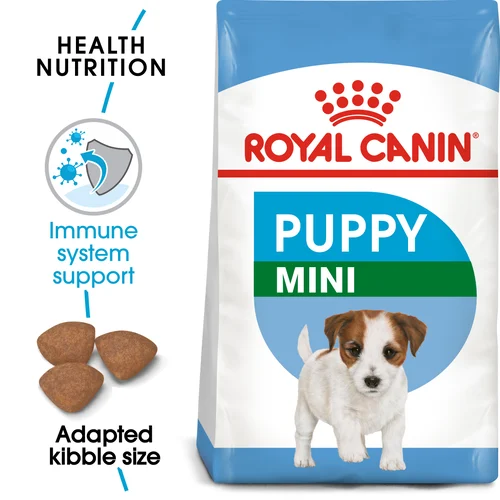 HEALTH
NUTRITION
Immune
system
support
Adapted
kibble size
ROYAL CANIN
PUPPY
MINI